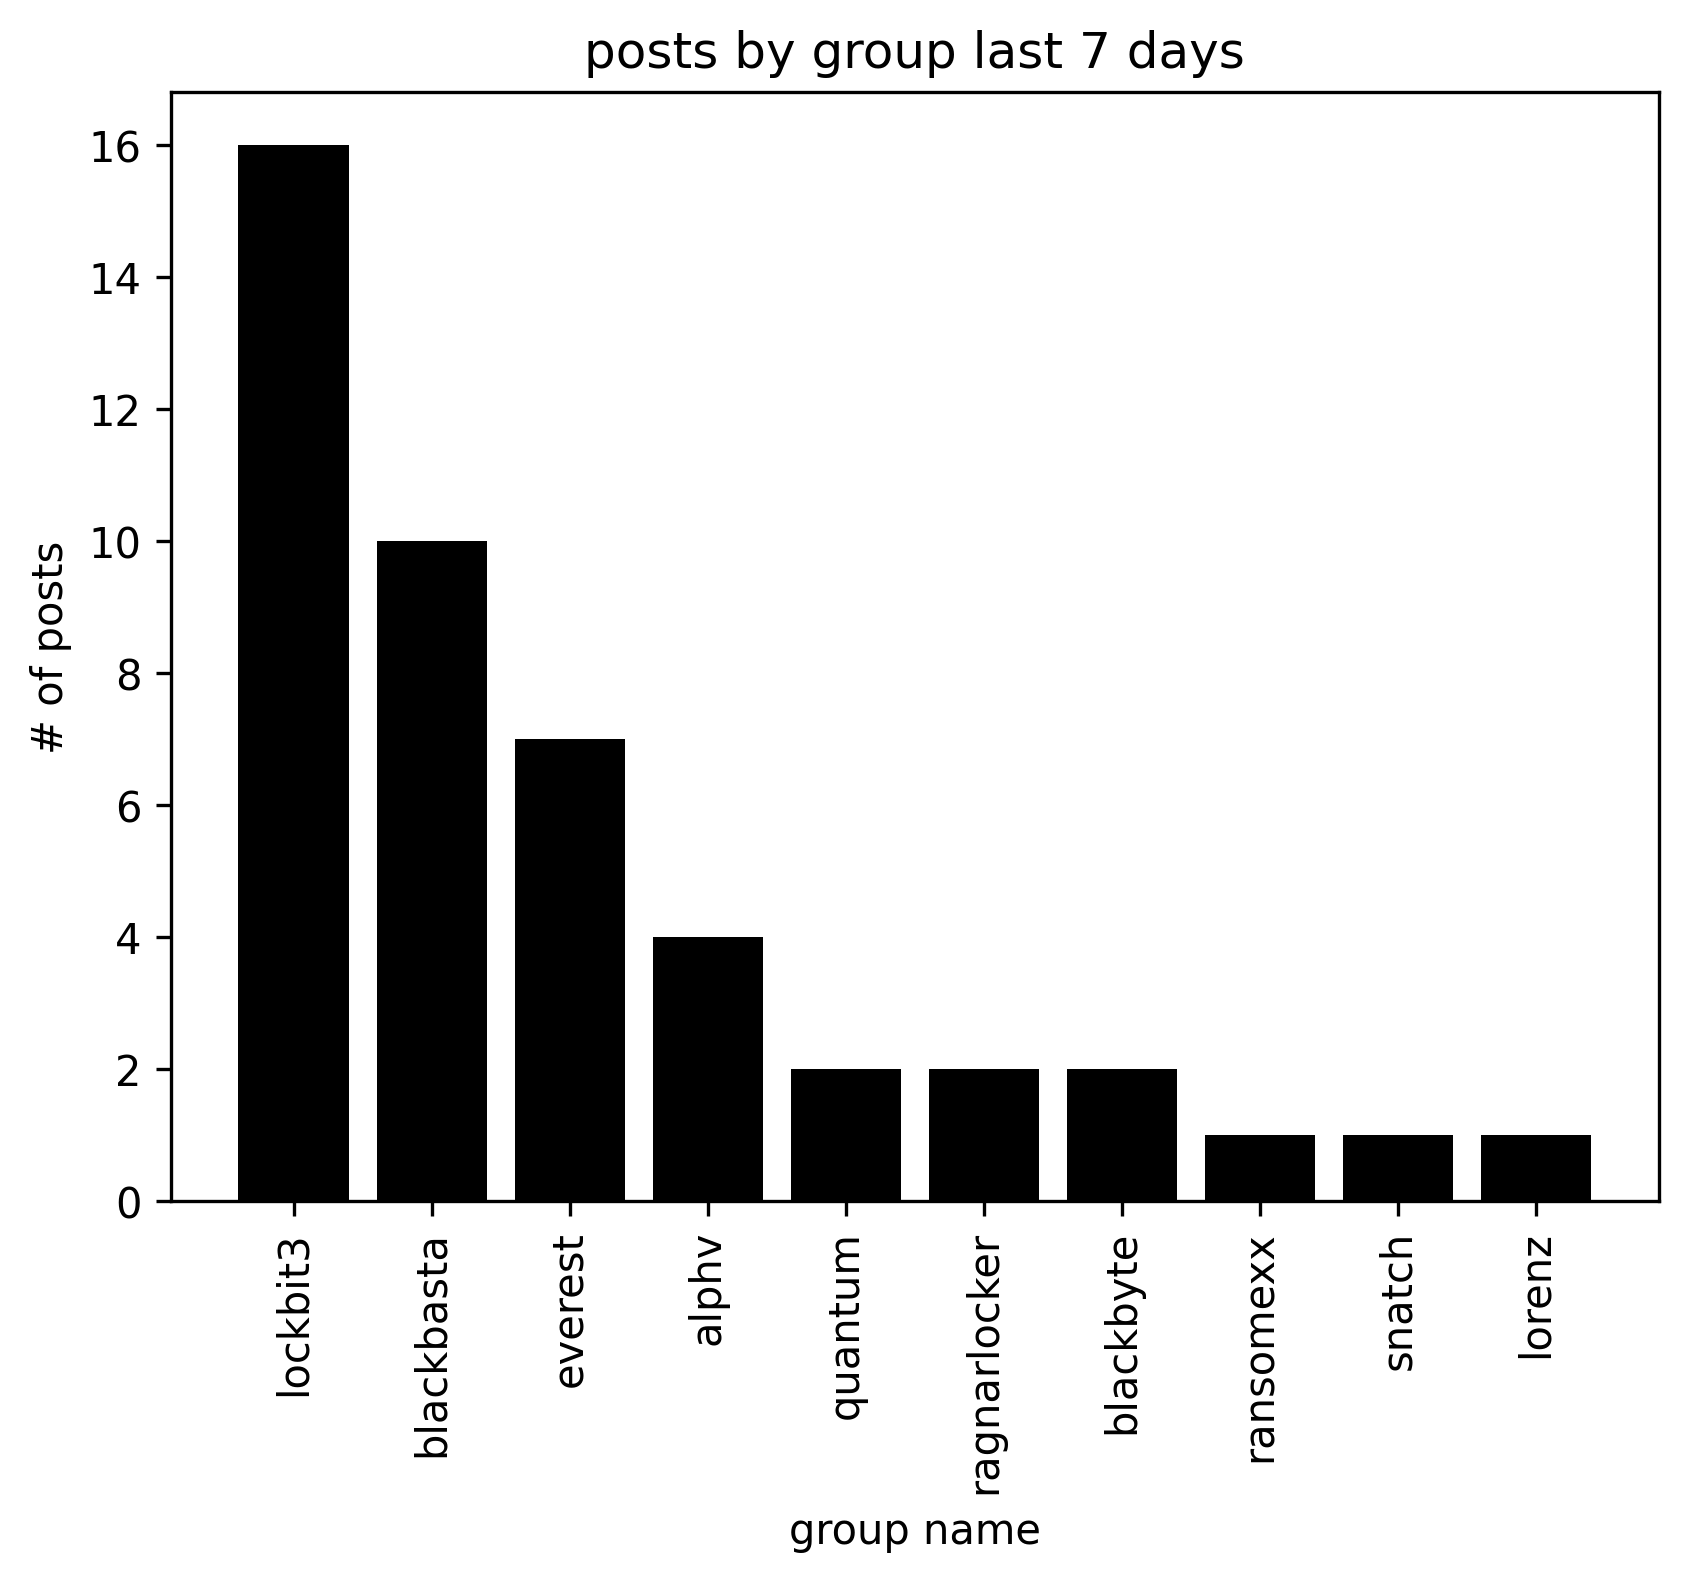 posts by group last 7 days
16
14
12
10
8
6
4
2
0
# of posts
lockbit3
blackbasta
everest
alphv
quantum
ragnarlocker
blackbyte
ransomexx
snatch
lorenz
group name